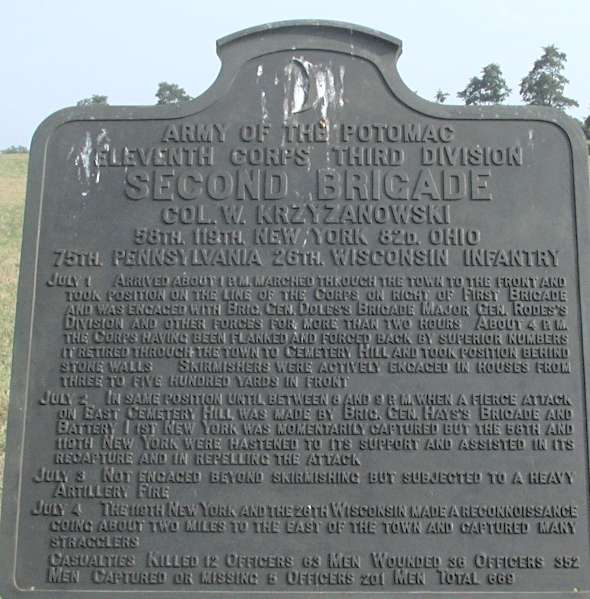 ARMY OF THE POTOMAC
ELEVENTH CORPS THIRD DIVISION
SECOND BRIGADE
COL. W. KRZYZANOWSKI
58TH. 119TH. NEW YORK 82D. OHIO
75TH. PENNSYLVANIA 26TH. WISCONSIN INFANTRY
JULY 1 ARRIVED ABOUT 1 P.M. MARCHED THROUGH THE TOWN TO THE FRONT AND
TOOK POSITION ON THE LINE OF THE CORPS ON RIGHT OF FIRST BRIGADE
AND WAS ENGAGED WITH BRIG. GEN. DOLES'S BRIGADE MAJOR GEN. RODES'S
DIVISION AND OTHER FORCES FOR MORE THAN TWO HOURS ABOUT 4 P.M.
THE CORPS HAVING BEEN FLANKED AND FORCED BACK BY SUPERIOR NUMBERS
IT RETIRED THROUGH THE TOWN TO CEMETERY HILL AND TOOK POSITION BEHIND
STONE WALLS SKIRMISHERS WERE ACTIVELY ENGAGED IN HOUSES FROM
THREE TO FIVE HUNDRED YARDS IN FRONT
JULY 2 IN SAME POSITION UNTIL BETWEEN 8 AND 9 P.M. WHEN A FIERCE ATTACK
ON EAST CEMETERY HILL WAS MADE BY BRIG. GEN. HAYS'S BRIGADE AND
BATTERY I 1ST NEW YORK WAS MOMENTARILY CAPTURED BUT THE 58TH AND
119TH NEW YORK WERE HASTENED TO ITS SUPPORT AND ASSISTED IN ITS
RECAPTURE AND IN REPELLING THE ATTACK
JULY 3 NOT ENGAGED BEYOND SKIRMISHING BUT SUBJECTED TO A HEAVY
ARTILLERY FIRE
JULY 4 THE 119TH NEW YORK AND THE 26TH WISCONSIN MADE A RECONNOISSANCE
GOING ABOUT TWO MILES TO THE EAST OF THE TOWN AND CAPTURED MANY
STRAGGLERS
CASUALTIES KILLED 12 OFFICERS 63 MEN WOUNDED 36 OFFICERS 352
MEN CAPTURED OR MISSING 5 OFFICERS 201 MEN TOTAL 669